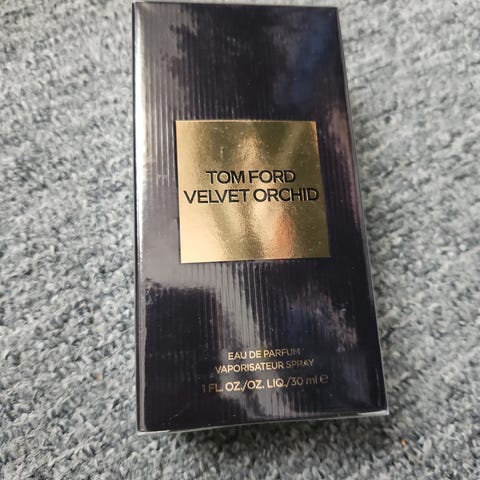 TOM FORD
VELVET ORCHID
EAU DE PARFUM
VAPORISATEUR SPRAY
1 FL. OZ./OZ. LIQ./30 ml ℮